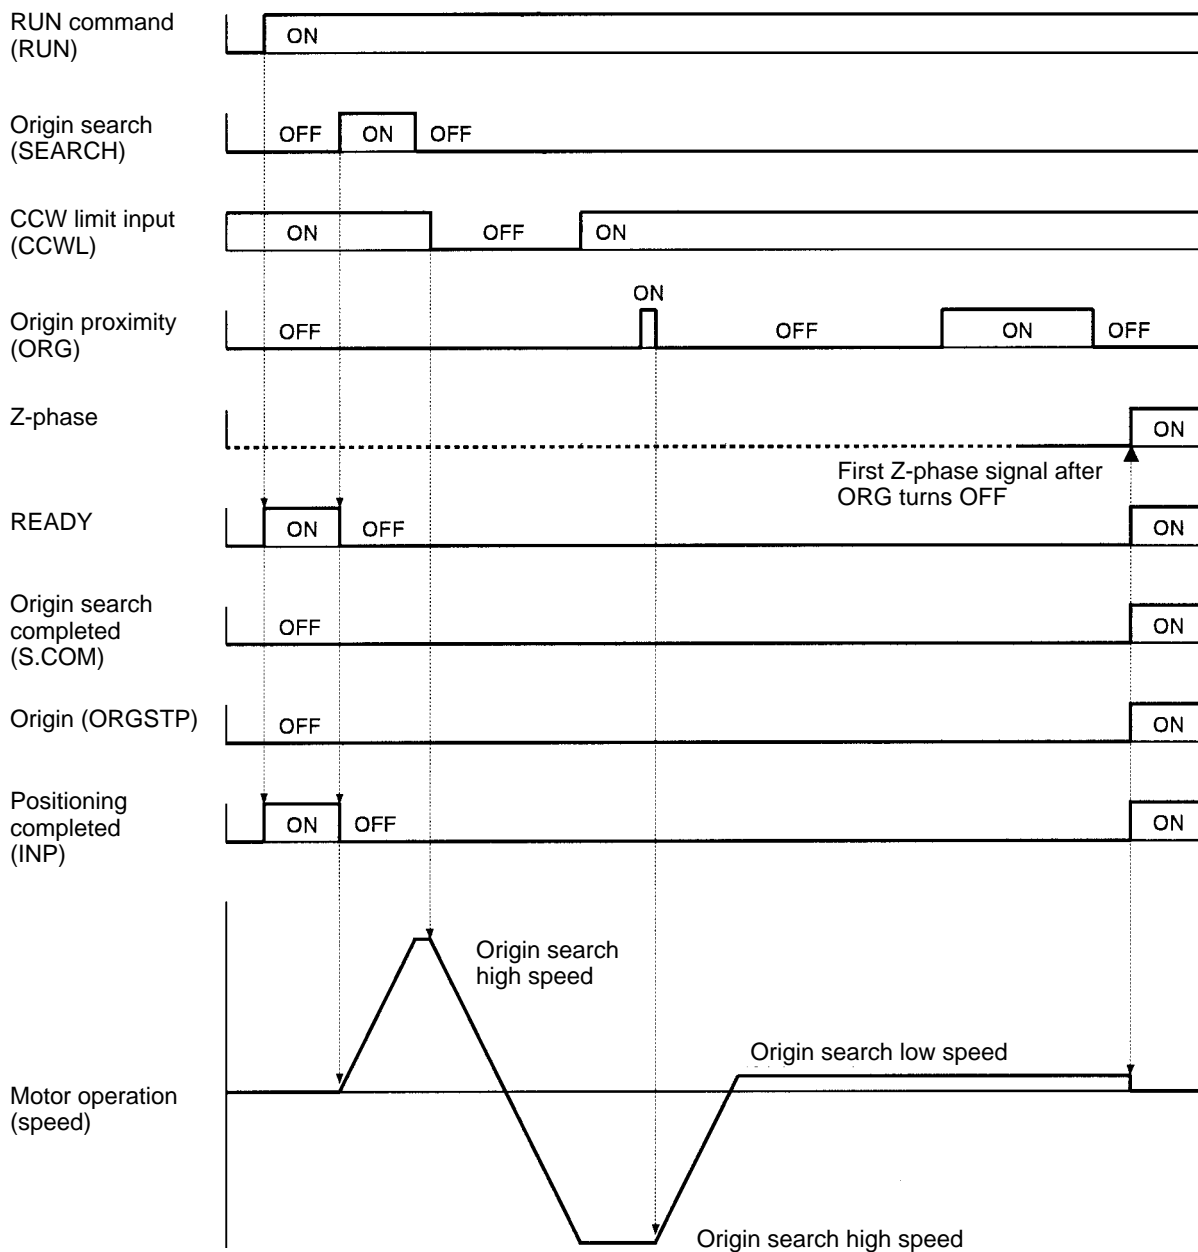 RUN command
(RUN)
ON
Origin search
(SEARCH)
OFF ON OFF
CCW limit input
(CCWL)
ON OFF ON
ON
Origin proximity
(ORG)
OFF OFF ON OFF
Z-phase
ON
First Z-phase signal after
ORG turns OFF
READY
ON OFF ON
Origin search
completed
(S.COM)
OFF ON
Origin (ORGSTP)
OFF ON
Positioning
completed
(INP)
ON OFF ON
Origin search
high speed
Origin search low speed
Motor operation
(speed)
Origin search high speed